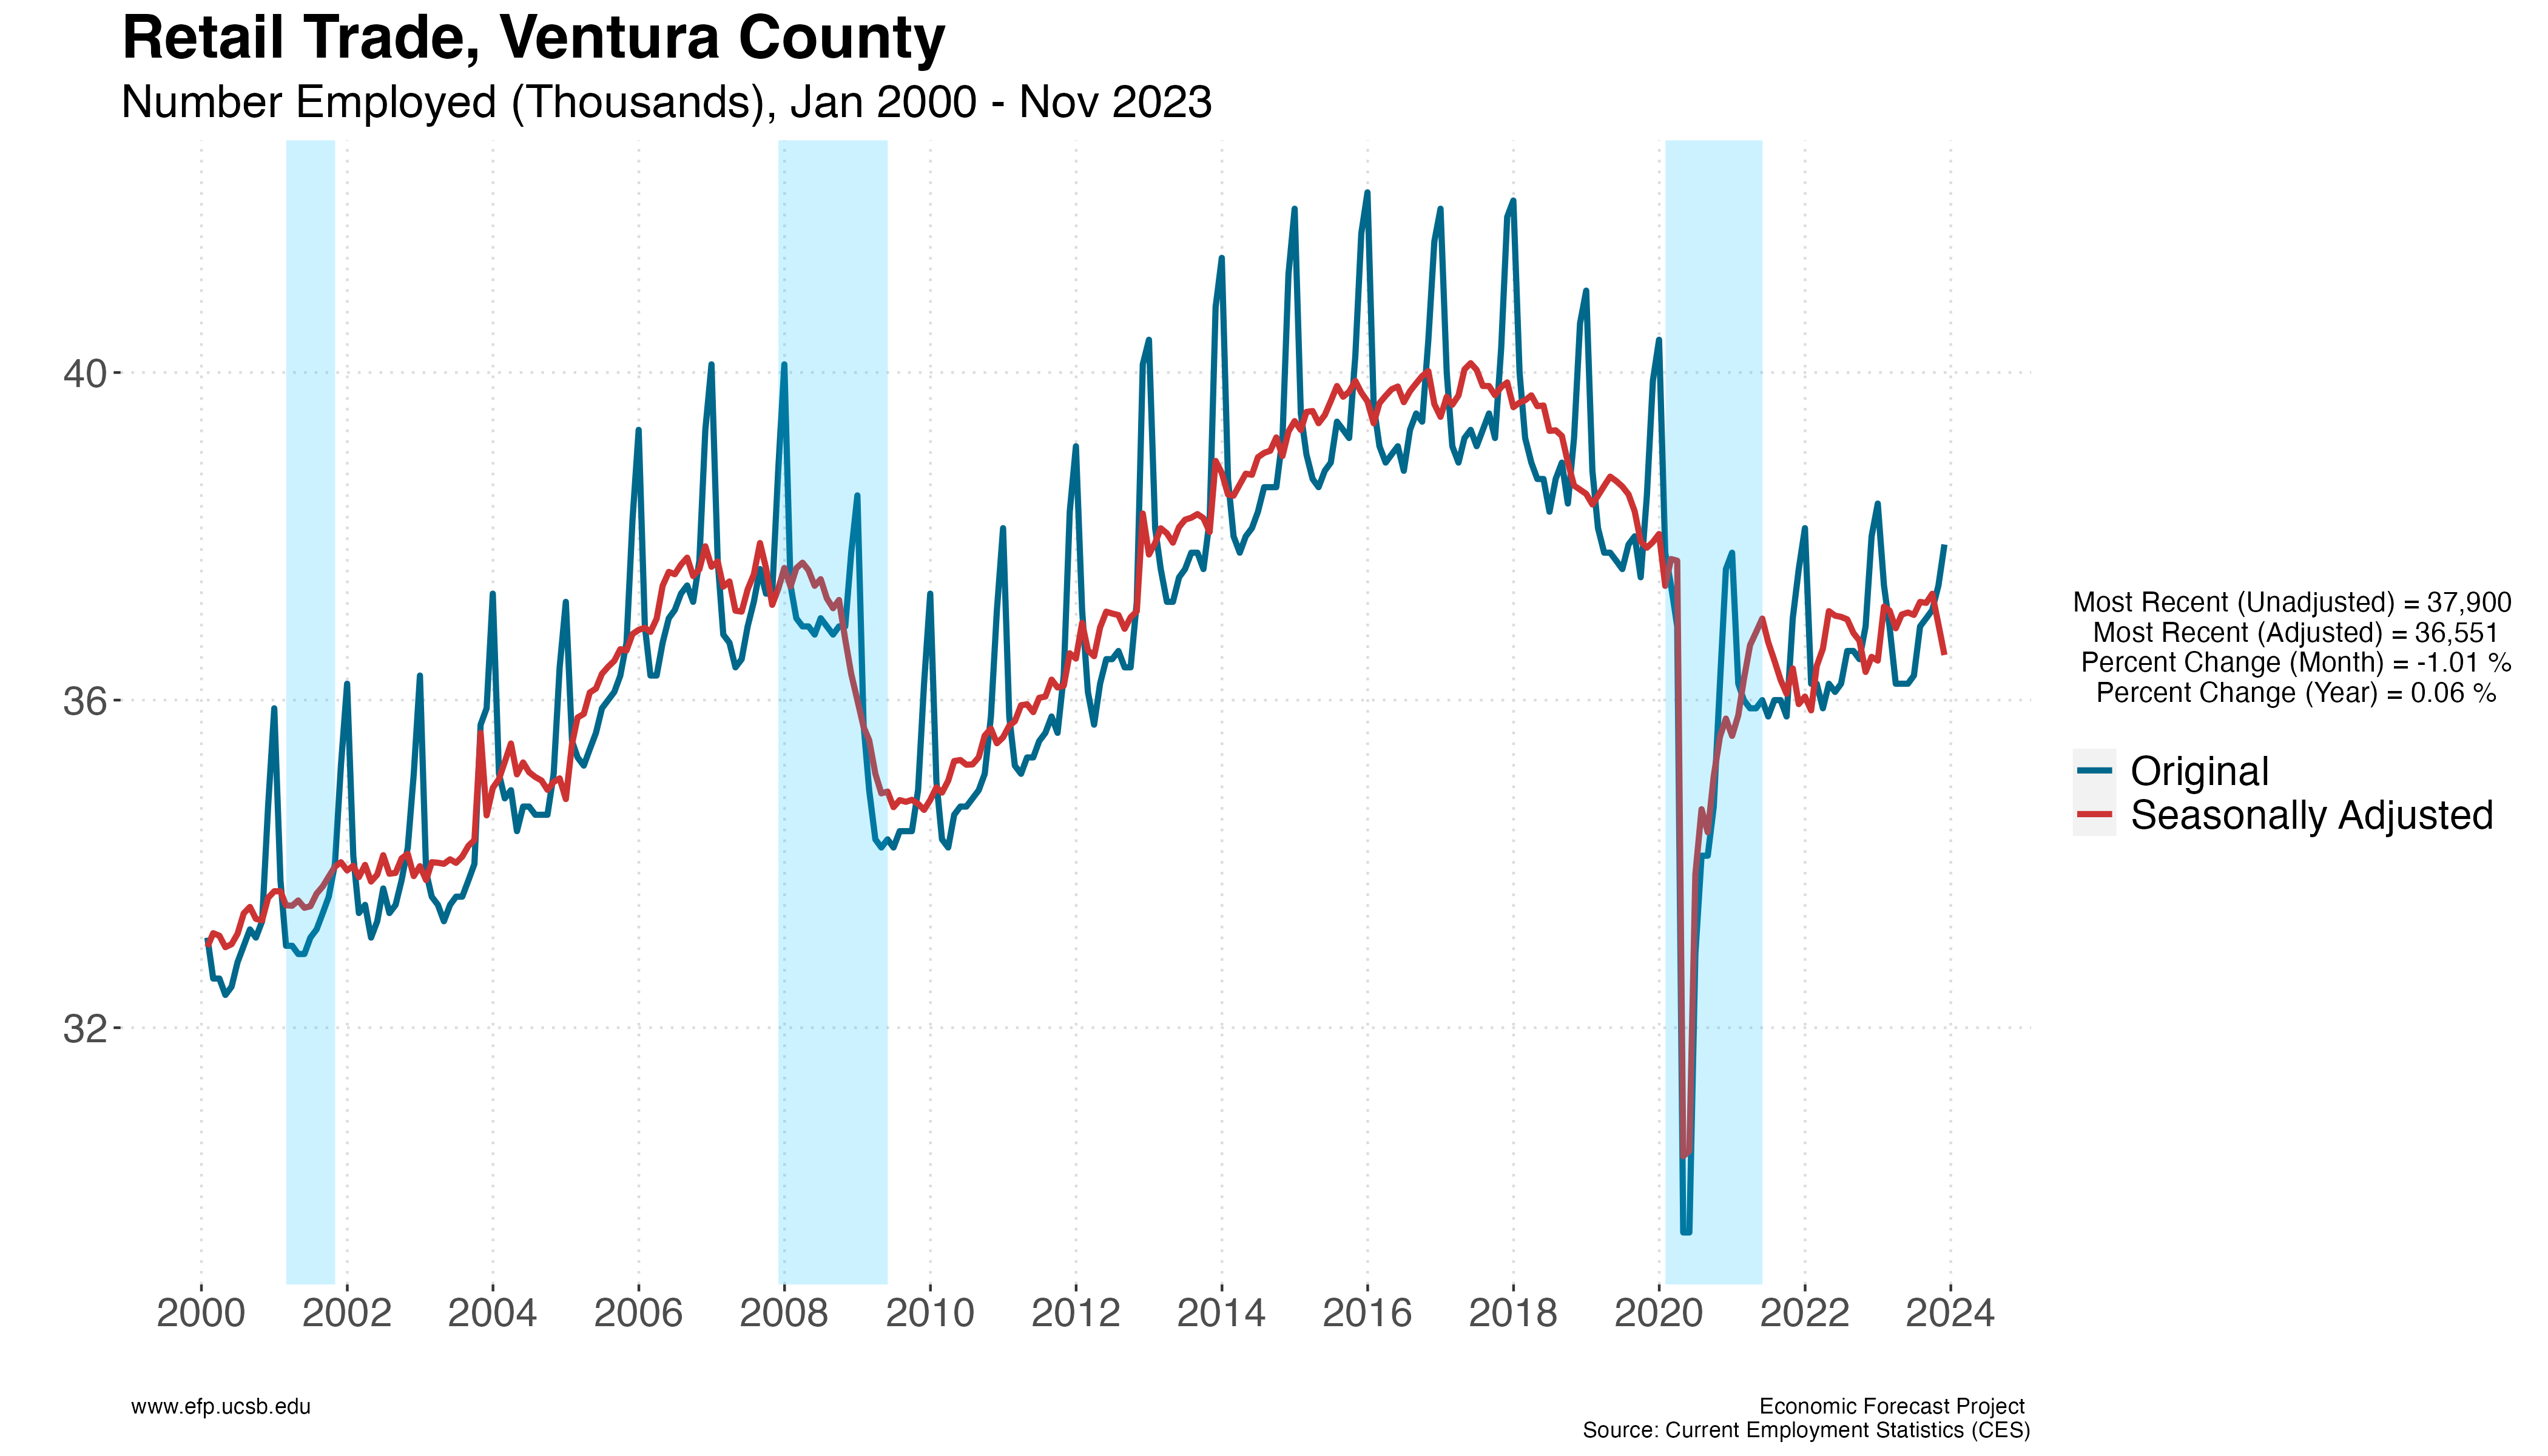 Retail Trade, Ventura County
Number Employed (Thousands), Jan 2000 - Nov 2023
40
36
32
2000 2002 2004 2006 2008 2010 2012 2014 2016 2018 2020 2022 2024
Most Recent (Unadjusted) = 37,900
Most Recent (Adjusted) = 36,551
Percent Change (Month) = -1.01 %
Percent Change (Year) = 0.06 %
Original
Seasonally Adjusted
www.efp.ucsb.edu
Economic Forecast Project
Source: Current Employment Statistics (CES)